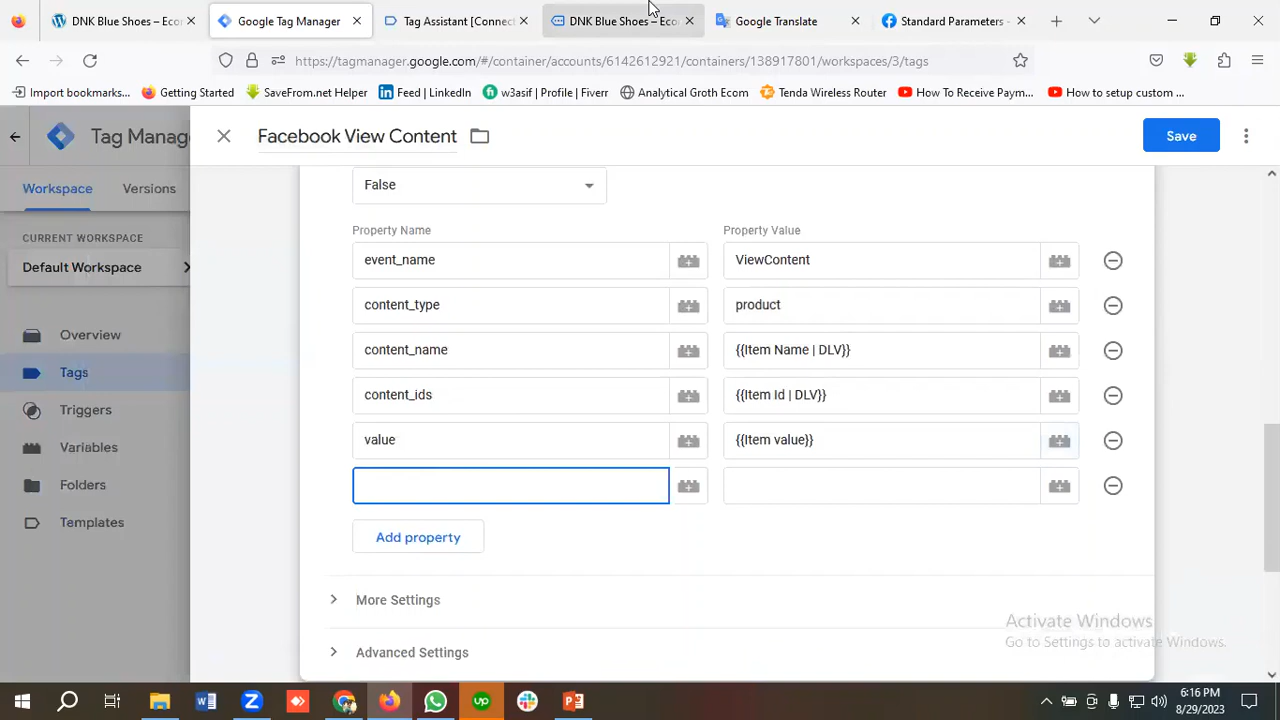 DNK Blue Shoes – Eco
Google Tag Manager
Tag Assistant [Connect
DNK Blue Shoes – Eco
Google Translate
Standard Parameters -
https://tagmanager.google.com/#/container/accounts/6142612921/containers/138917801/workspaces/3/tags
Import bookmarks...
Getting Started
SaveFrom.net Helper
Feed | LinkedIn
w3asif | Profile | Fiverr
Analytical Groth Ecom
Tenda Wireless Router
How To Receive Paym...
How to setup custom ...
Tag Manag
Facebook View Content
Save
Workspace
Versions
False
CURRENT WORKSPACE
Default Workspace
Property Name
Property Value
event_name
ViewContent
content_type
product
Overview
content_name
{{Item Name | DLV}}
Tags
content_ids
{{Item Id | DLV}}
Triggers
value
{{Item value}}
Variables
Folders
Templates
Add property
More Settings
Advanced Settings
Activate Windows
Go to Settings to activate Windows.
up
6:16 PM
8/29/2023